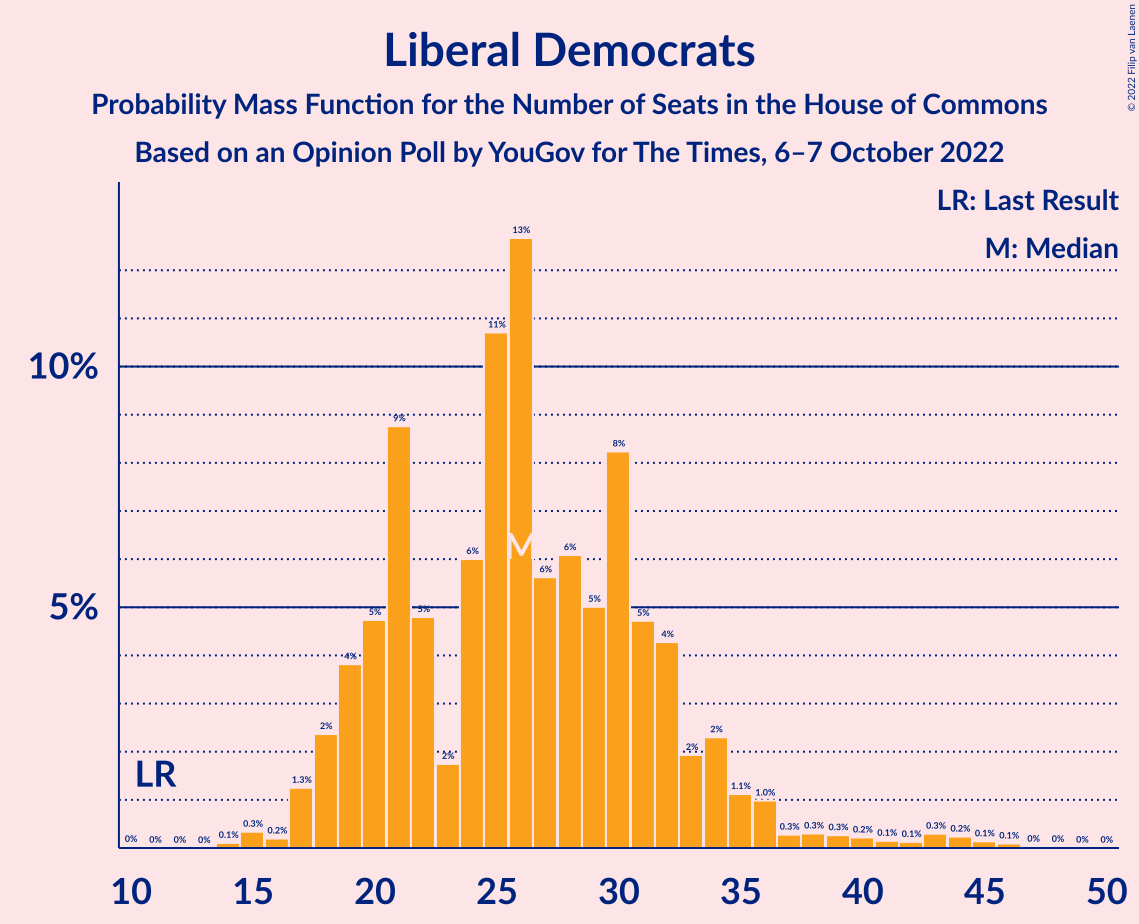 Liberal Democrats
Probability Mass Function for the Number of Seats in the House of Commons
Based on an Opinion Poll by YouGov for The Times, 6–7 October 2022
© 2022 Filip van Laenen
LR: Last Result
M: Median
10%
5%
0% 0% 0% 0% 0.1% 0.3% 0.2% 1.3% 2% 4% 5% 9% 5% 2% 6% 11% 13% 6% 6% 5% 8% 5% 4% 2% 2% 1.1% 1.0% 0.3% 0.3% 0.3% 0.2% 0.1% 0.1% 0.3% 0.2% 0.1% 0.1% 0% 0% 0% 0%
M
LR
10 15 20 25 30 35 40 45 50